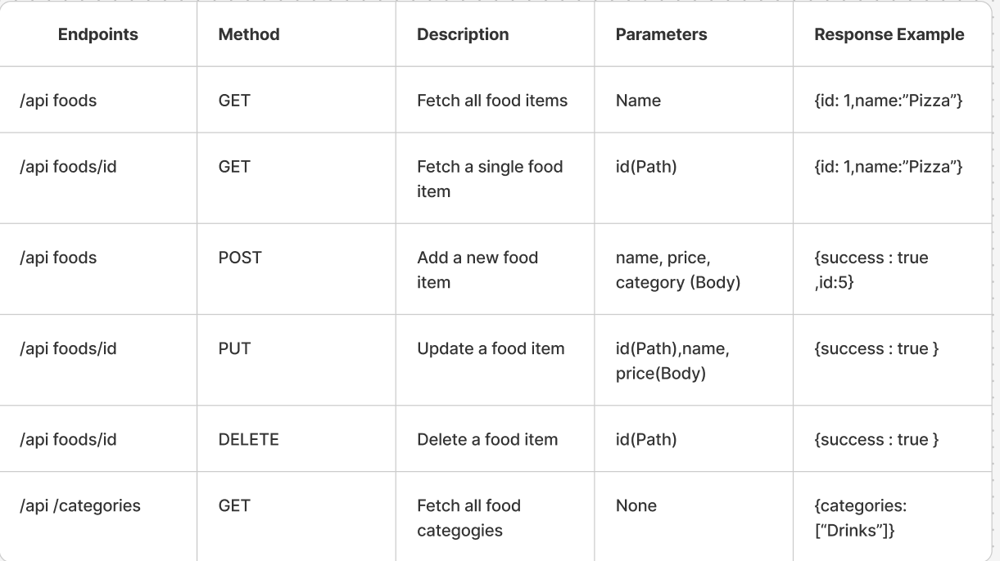 Endpoints Method Description Parameters Response Example
/api foods GET Fetch all food items Name {id: 1,name:”Pizza”}
/api foods/id GET Fetch a single food id(Path) {id: 1,name:”Pizza”}
item
/api foods POST Add a new food name, price, {success : true
item category (Body) ,id:5}
/api foods/id PUT Update a food item id(Path),name, {success : true }
price(Body)
/api foods/id DELETE Delete a food item id(Path) {success : true }
/api /categories GET Fetch all food None {categories:
categogies [“Drinks”]}